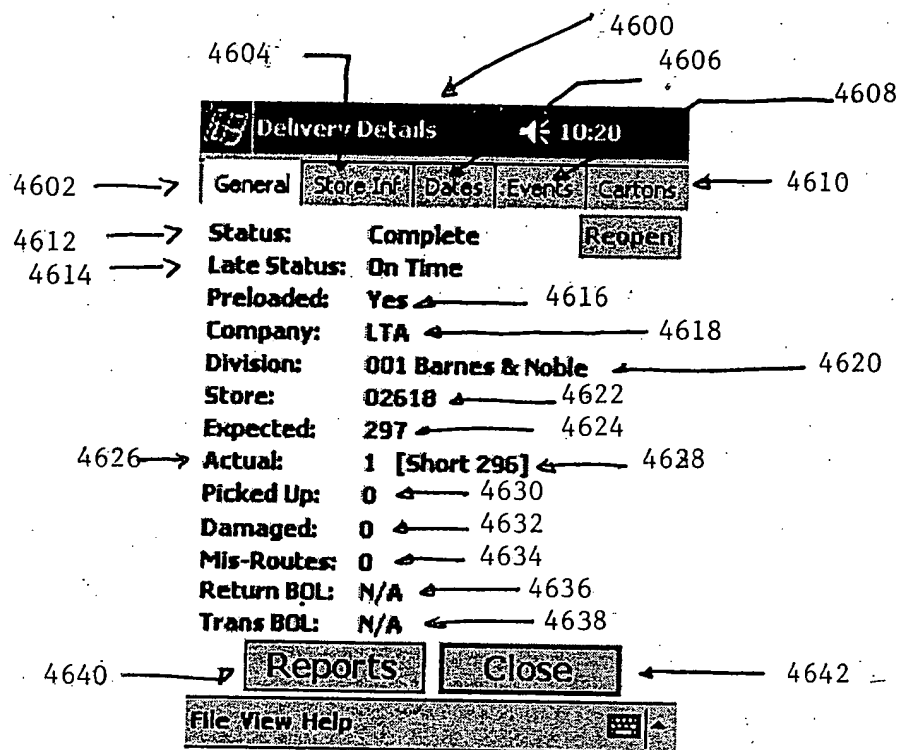 4600
4604
4606
4608
Delivery Details 10:20
4602 General Store Inf Dates Events Cartons 4610
4612 Status: Complete Reopen
4614 Late Status: On Time
Preloaded: Yes 4616
Company: LTA 4618
Division: 001 Barnes & Noble 4620
Store: 02618 4622
Expected: 297 4624
4626 Actual: 1 [Short 296] 4628
Picked Up: 0 4630
Damaged: 0 4632
Mis-Routes: 0 4634
Return BOL: N/A 4636
Trans BOL: N/A 4638
4640 Reports Close 4642
File View Help